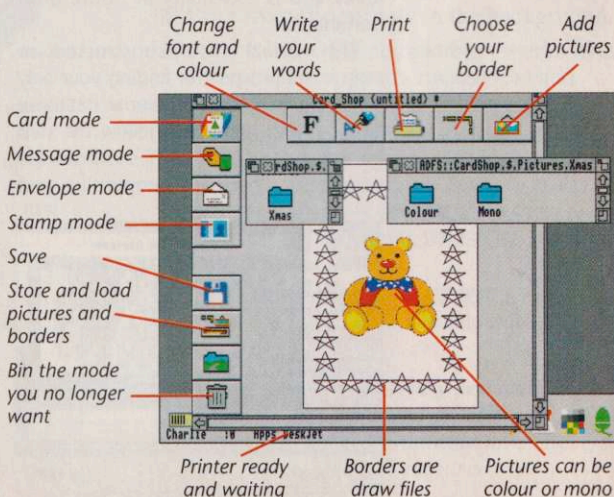 Change
font and
colour
Write
your
words
Print
Choose
your
border
Add
pictures
Card mode
Message mode
Envelope mode
Stamp mode
Save
Store and load
pictures and
borders
Bin the mode
you no longer
want
Card_Shop (untitled) *
F
rdShop.$.
ADFS::CardShop.$.Pictures.Xmas
Xmas
Colour
Mono
Charlie :0 Apps DeskJet
Printer ready
and waiting
Borders are
draw files
Pictures can be
colour or mono